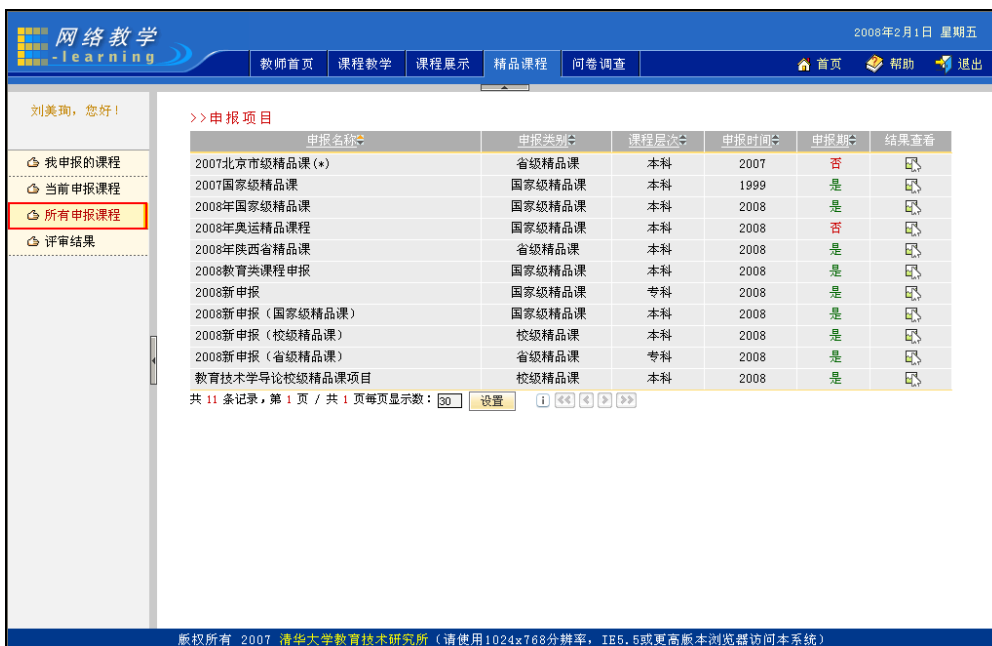 网络教学
-learning
2008年2月1日 星期五
教师首页 课程教学 课程展示 精品课程 问卷调查 首页 帮助 退出
刘美珣，您好！
我申报的课程
当前申报课程
所有申报课程
评审结果
>>申报项目
申报名称 申报类别 课程层次 申报时间 申报期 结果查看
2007北京市级精品课(*) 省级精品课 本科 2007 否
2007国家级精品课 国家级精品课 本科 1999 是
2008年国家级精品课 国家级精品课 本科 2008 是
2008年奥运精品课程 国家级精品课 本科 2008 否
2008年陕西省精品课 省级精品课 本科 2008 是
2008教育类课程申报 国家级精品课 本科 2008 是
2008新申报 国家级精品课 专科 2008 是
2008新申报（国家级精品课） 国家级精品课 本科 2008 是
2008新申报（校级精品课） 校级精品课 本科 2008 是
2008新申报（省级精品课） 省级精品课 专科 2008 是
教育技术学导论校级精品课项目 校级精品课 本科 2008 是
共 11 条记录，第 1 页 / 共 1 页每页显示数： 30 设置
版权所有 2007 清华大学教育技术研究所（请使用1024x768分辨率，IE5.5或更高版本浏览器访问本系统）